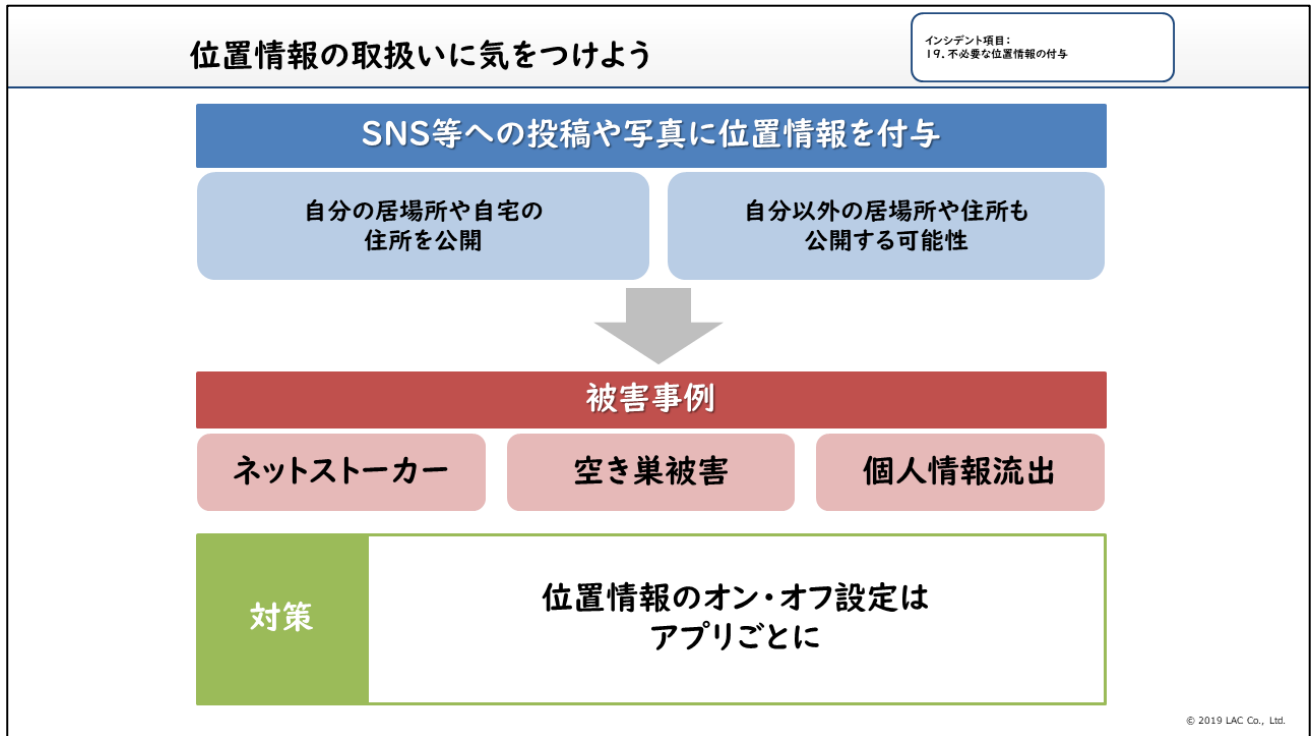 位置情報の取扱いに気をつけよう
インシデント項目：
19．不必要な位置情報の付与
SNS等への投稿や写真に位置情報を付与
自分の居場所や自宅の
住所を公開
自分以外の居場所や住所も
公開する可能性
被害事例
ネットストーカー
空き巣被害
個人情報流出
対策
位置情報のオン・オフ設定は
アプリごとに
© 2019 LAC Co., Ltd.